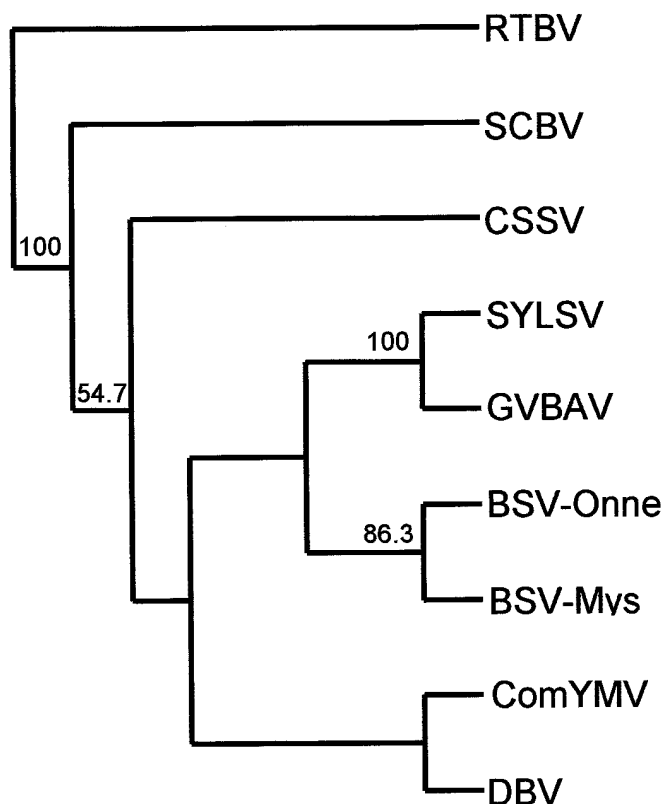 RTBV
SCBV
CSSV
100
SYLSV
100
54.7
GVBAV
BSV-Onne
86.3
BSV-Mys
ComYMV
DBV